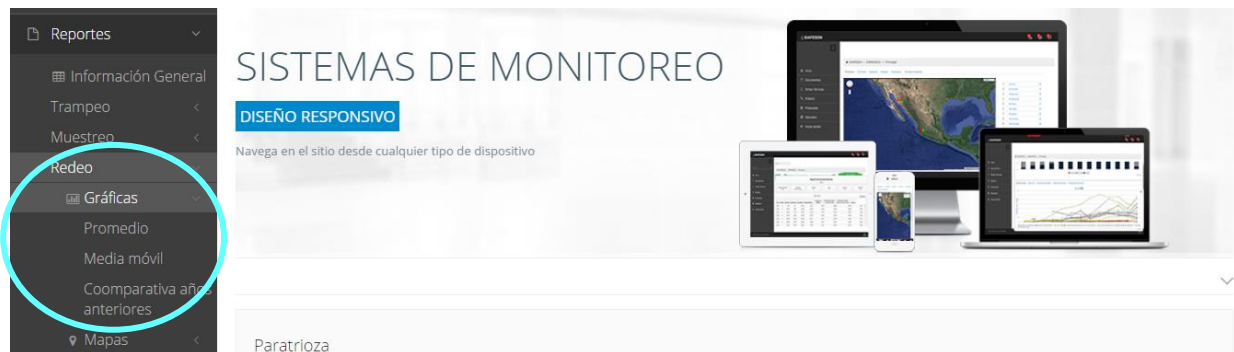 Reportes
Información General
Trampeo
Muestreo
Redeo
Gráficas
Promedio
Media móvil
Coomparativa años
anteriores
Mapas
SISTEMAS DE MONITOREO
DISEÑO RESPONSIVO
Navega en el sitio desde cualquier tipo de dispositivo
Paratrioza